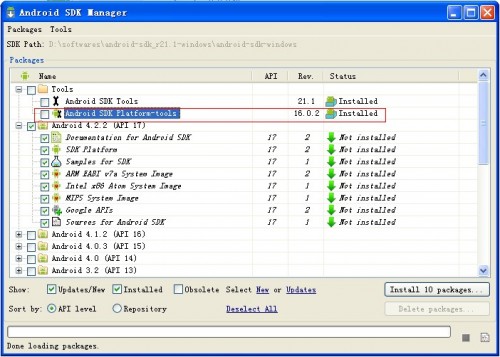 Android SDK Manager
Packages Tools
SDK Path: D:\softwares\android-sdk_r21.1-windows\android-sdk-windows
Packages
Name API Rev. Status
Tools
Android SDK Tools 21.1 Installed
Android SDK Platform-tools 16.0.2 Installed
Android 4.2.2 (API 17)
Documentation for Android SDK 17 2 Not installed
SDK Platform 17 2 Not installed
Samples for SDK 17 1 Not installed
ARM EABI v7a System Image 17 2 Not installed
Intel x86 Atom System Image 17 1 Not installed
MIPS System Image 17 1 Not installed
Google APIs 17 2 Not installed
Sources for Android SDK 17 1 Not installed
Android 4.1.2 (API 16)
Android 4.0.3 (API 15)
Android 4.0 (API 14)
Android 3.2 (API 13)
Show: Updates/New Installed Obsolete Select New or Updates Install 10 packages...
Sort by: API level Repository Deselect All Delete packages...
Done loading packages.